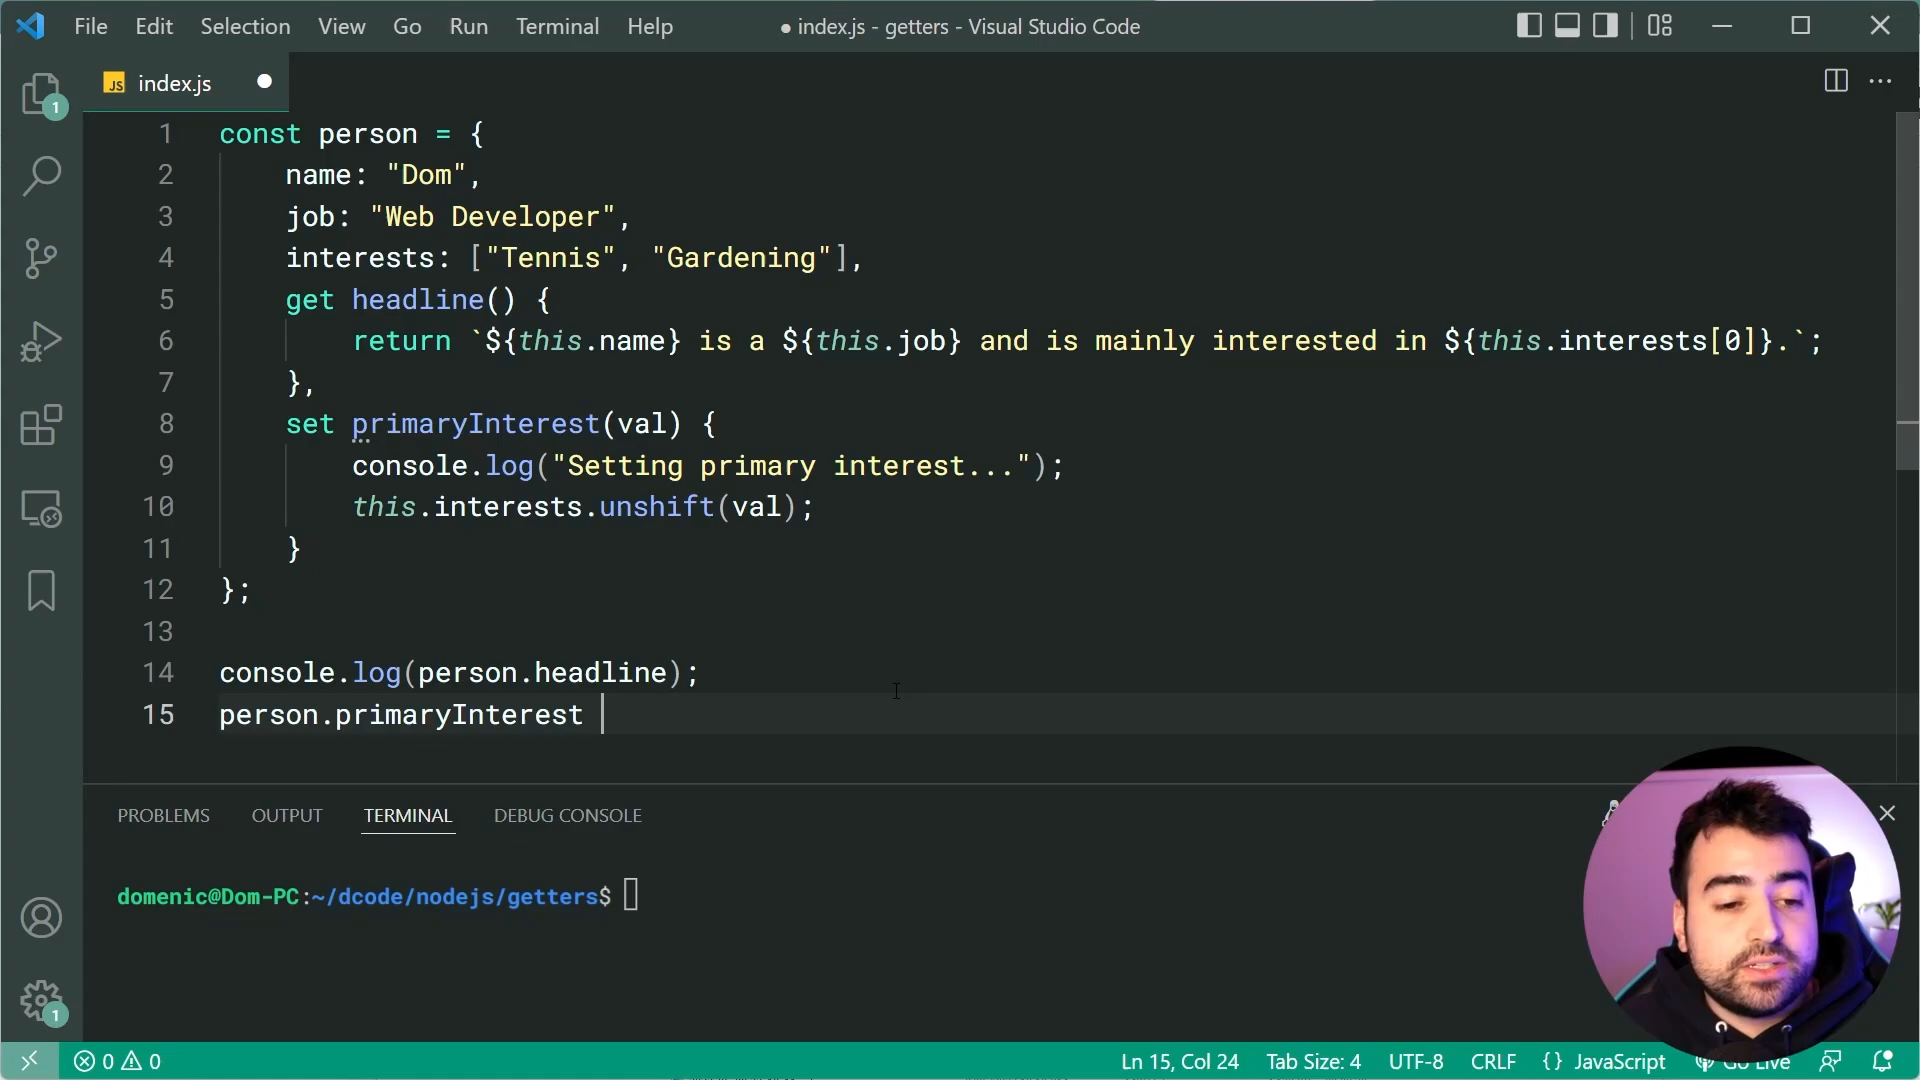 File Edit Selection View Go Run Terminal Help ● index.js - getters - Visual Studio Code
JS index.js
1
1 const person = {
2 name: "Dom",
3 job: "Web Developer",
4 interests: ["Tennis", "Gardening"],
5 get headline() {
6 return `${this.name} is a ${this.job} and is mainly interested in ${this.interests[0]}.`;
7 },
8 set primaryInterest(val) {
9 console.log("Setting primary interest...");
10 this.interests.unshift(val);
11 }
12 };
13
14 console.log(person.headline);
15 person.primaryInterest
PROBLEMS OUTPUT TERMINAL DEBUG CONSOLE
domenic@Dom-PC:~/dcode/nodejs/getters$
1
0 0 Ln 15, Col 24 Tab Size: 4 UTF-8 CRLF {} JavaScript Go Live